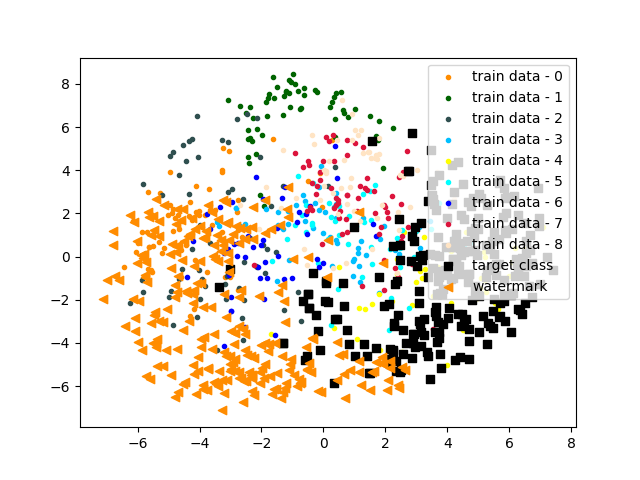 8
6
4
2
0
−2
−4
−6
−6
−4
−2
0
2
4
6
8
train data - 0
train data - 1
train data - 2
train data - 3
train data - 4
train data - 5
train data - 6
train data - 7
train data - 8
target class
watermark